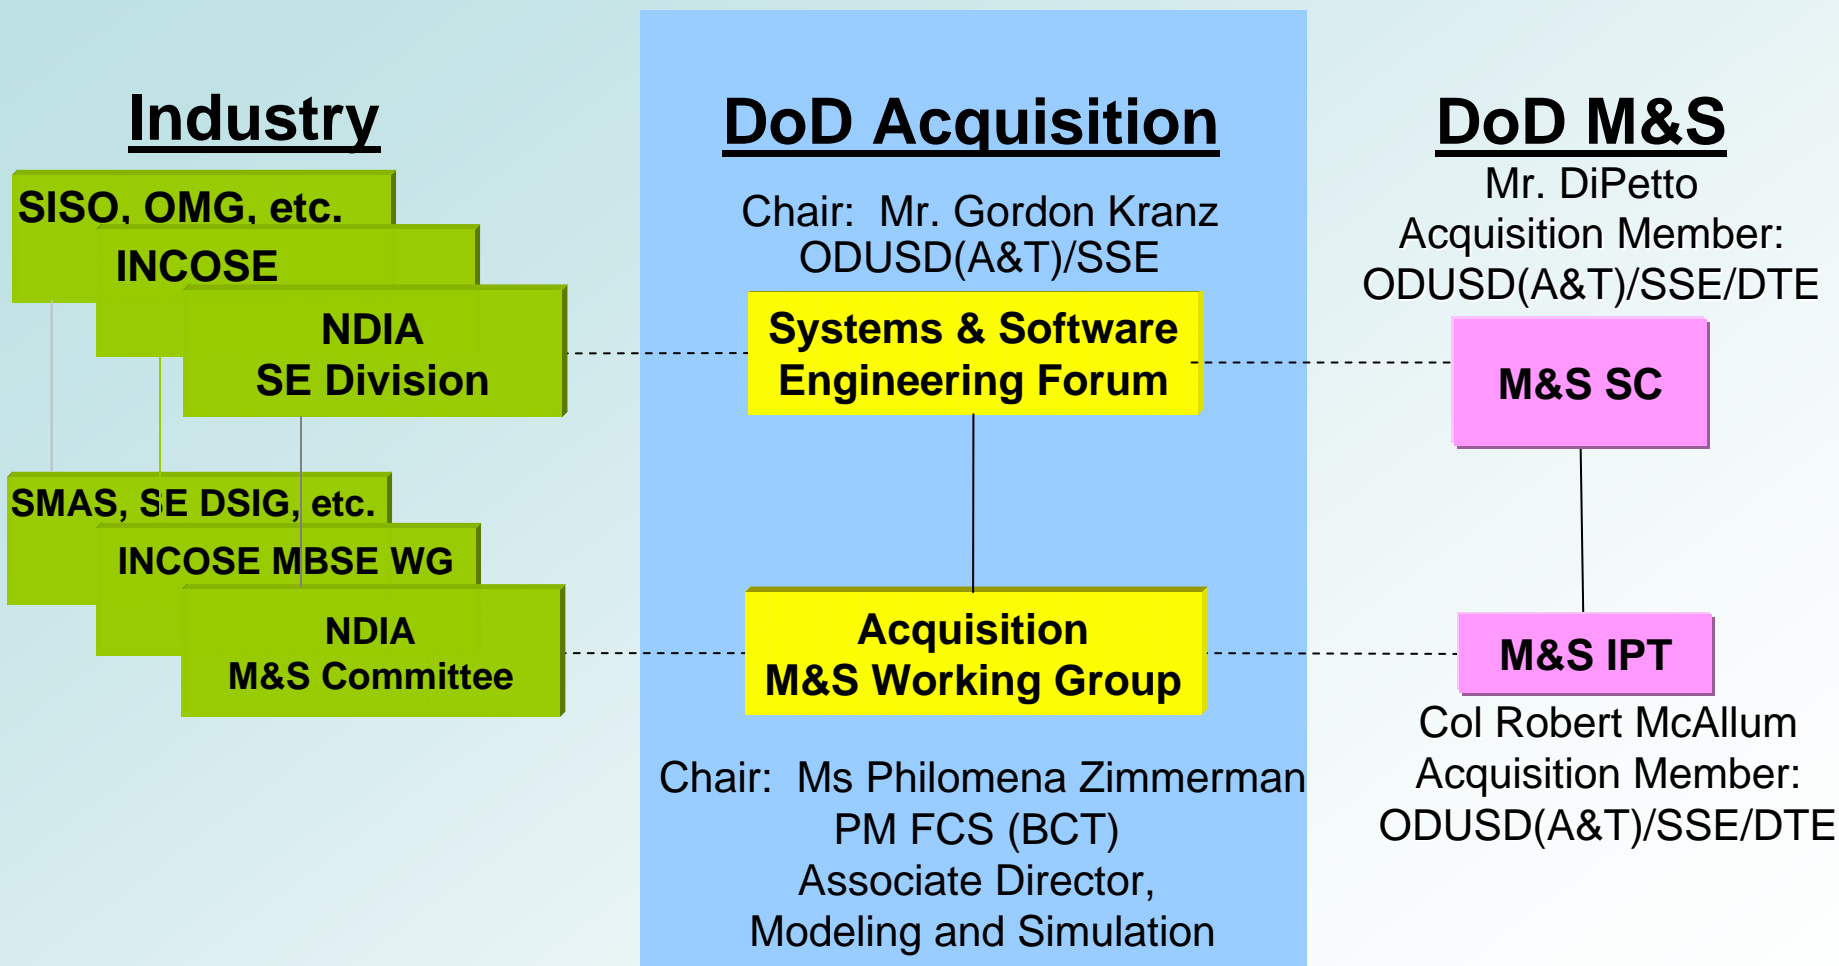 Industry
SISO, OMG, etc.
INCOSE
NDIA
SE Division
SMAS, SE DSIG, etc.
INCOSE MBSE WG
NDIA
M&S Committee
DoD Acquisition
Chair:  Mr. Gordon Kranz
ODUSD(A&T)/SSE
Systems & Software
Engineering Forum
Acquisition
M&S Working Group
Chair:  Ms Philomena Zimmerman
PM FCS (BCT)
Associate Director,
Modeling and Simulation
DoD M&S
Mr. DiPetto
Acquisition Member:
ODUSD(A&T)/SSE/DTE
M&S SC
M&S IPT
Col Robert McAllum
Acquisition Member:
ODUSD(A&T)/SSE/DTE